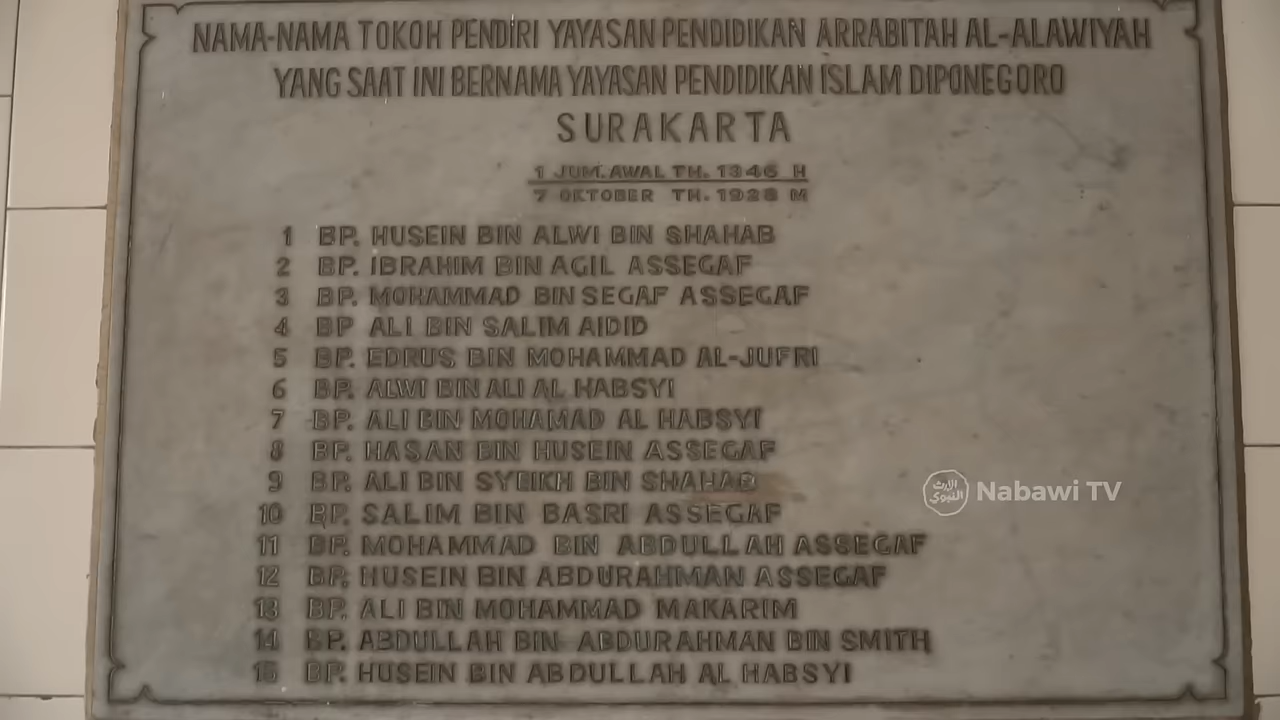 NAMA-NAMA TOKOH PENDIRI YAYASAN PENDIDIKAN ARRABITAH AL-ALAWIYAH
YANG SAAT INI BERNAMA YAYASAN PENDIDIKAN ISLAM DIPONEGORO
SURAKARTA
1 JUM. AWAL TH. 1346 H
7 OKTOBER TH. 1928 M
1 BP. HUSEIN BIN ALWI BIN SHAHAB
2 BP. IBRAHIM BIN AGIL ASSEGAF
3 BP. MOHAMMAD BIN SEGAF ASSEGAF
4 BP ALI BIN SALIM AIDID
5 BP. EDRUS BIN MOHAMMAD AL-JUFRI
6 BP. ALWI BIN ALI AL HABSYI
7 BP. ALI BIN MOHAMAD AL HABSYI
8 BP. HASAN BIN HUSEIN ASSEGAF
9 BP. ALI BIN SYEIKH BIN SHAHAB
10 BP. SALIM BIN BASRI ASSEGAF
11 BP. MOHAMMAD BIN ABDULLAH ASSEGAF
12 BP. HUSEIN BIN ABDURAHMAN ASSEGAF
13 BP. ALI BIN MOHAMMAD MAKARIM
14 BP. ABDULLAH BIN ABDURAHMAN BIN SMITH
15 BP. HUSEIN BIN ABDULLAH AL HABSYI
الإرث النبوي Nabawi TV